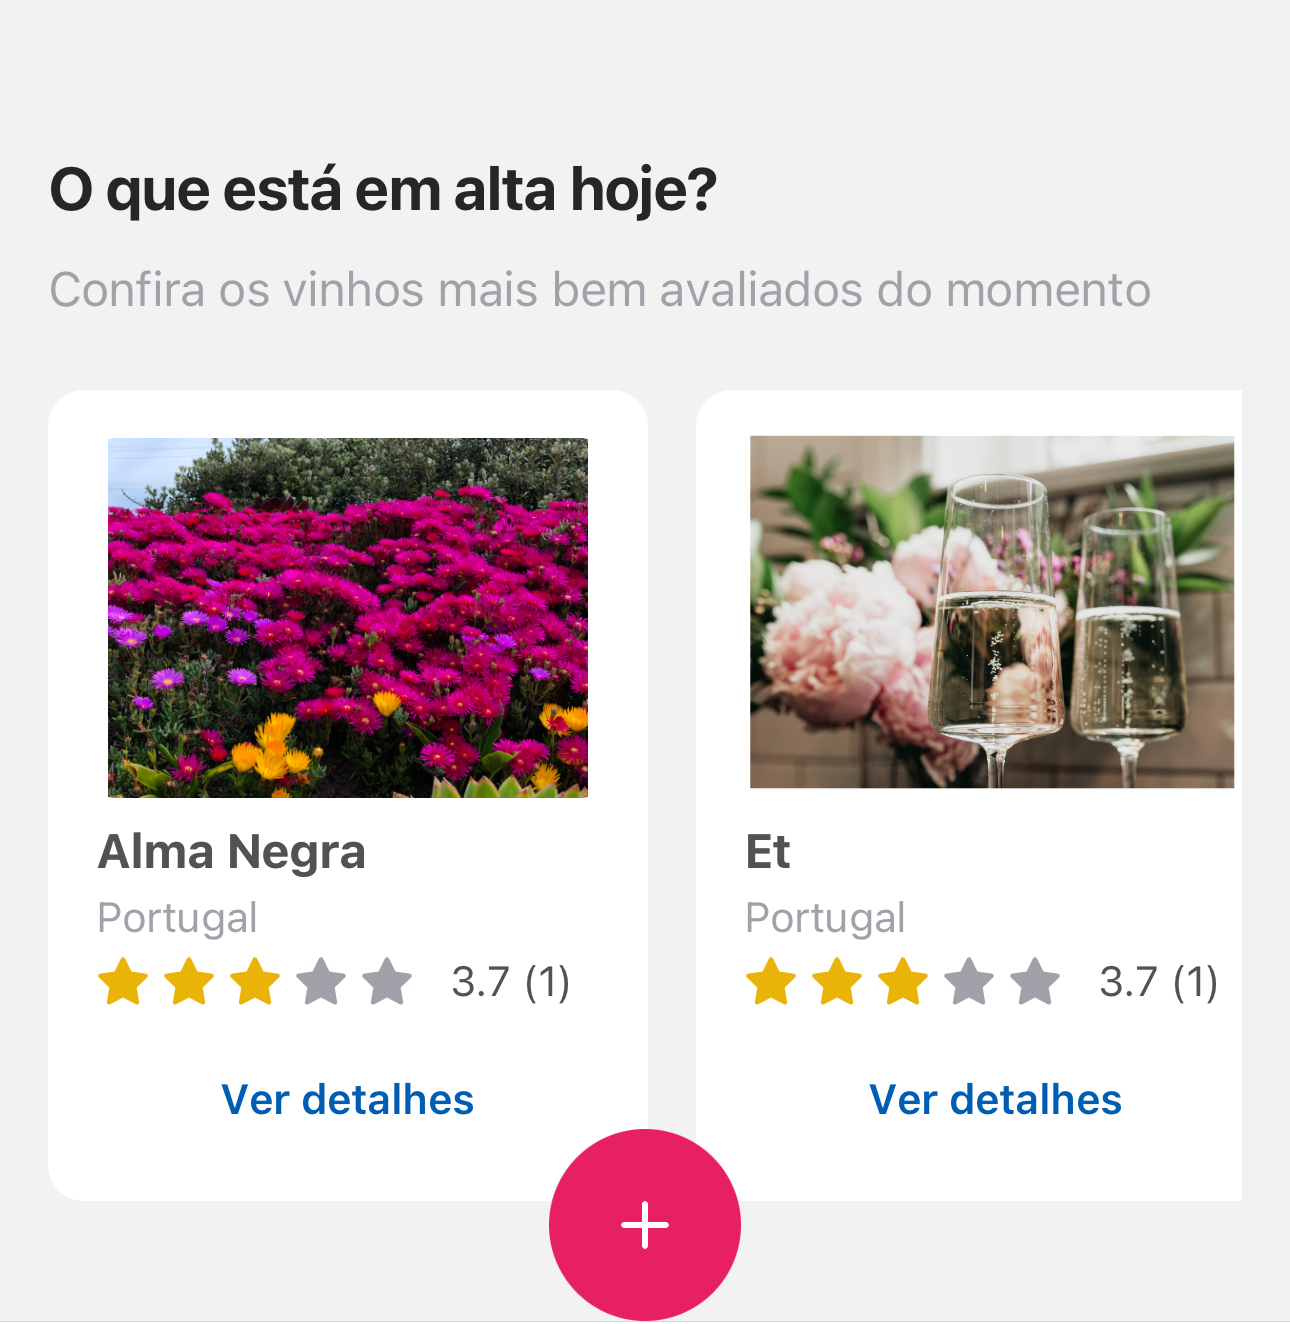 O que está em alta hoje?
Confira os vinhos mais bem avaliados do momento
Alma Negra
Portugal
3.7 (1)
Ver detalhes
Et
Portugal
3.7 (1)
Ver detalhes